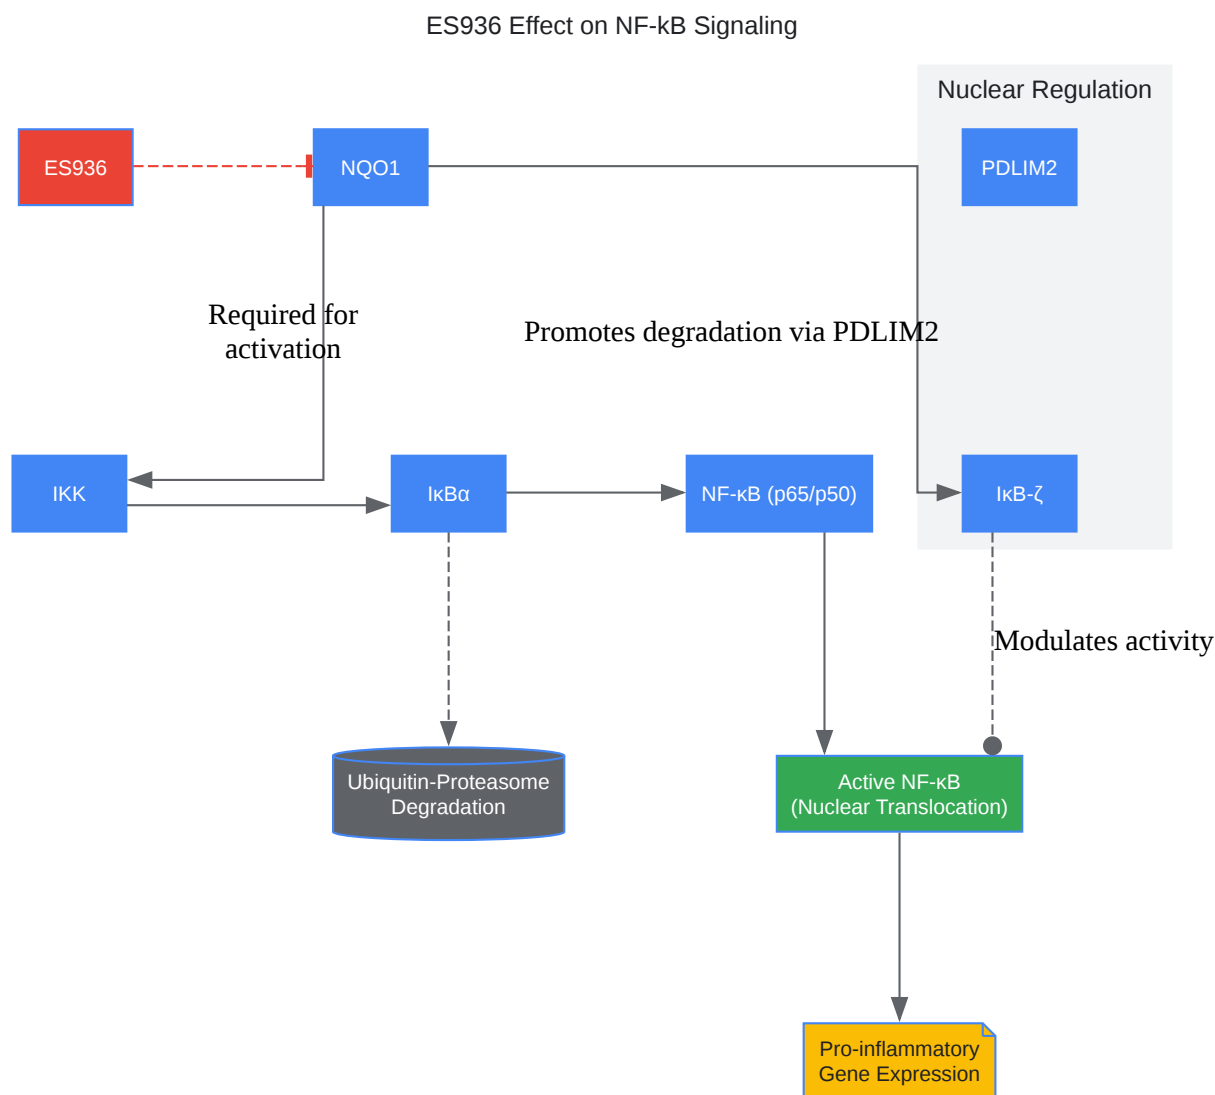 ES936 Effect on NF-kB Signaling
Nuclear Regulation
ES936
NQO1
PDLIM2
Required for
activation
Promotes degradation via PDLIM2
IKK
IκBα
NF-κB (p65/p50)
IκB-ζ
Modulates activity
Ubiquitin-Proteasome
Degradation
Active NF-κB
(Nuclear Translocation)
Pro-inflammatory
Gene Expression